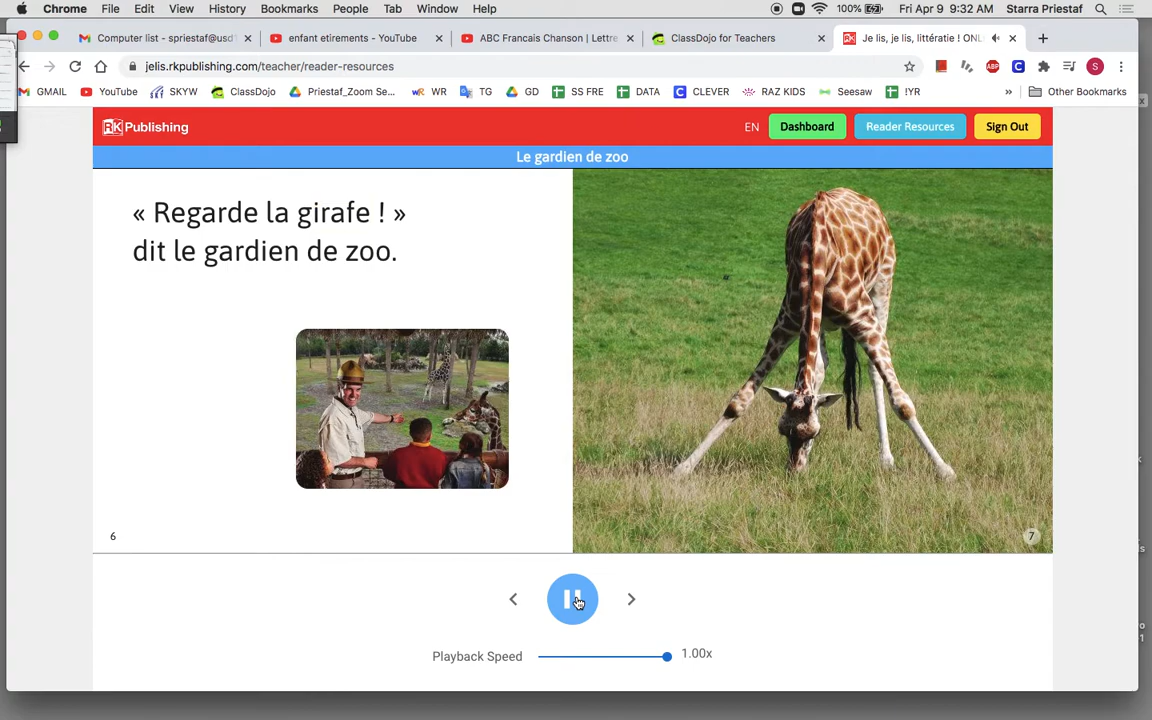 Chrome File Edit View History Bookmarks People Tab Window Help 100% Fri Apr 9 9:32 AM Starra Priestaf
Computer list - spriestaf@usd1 enfant etirements - YouTube ABC Francais Chanson | Lettre ClassDojo for Teachers Je lis, je lis, littératie ! ONL
jelis.rkpublishing.com/teacher/reader-resources ABP C S
GMAIL YouTube SKYW ClassDojo Priestaf_Zoom Se... WR WR TG GD SS FRE DATA C CLEVER RAZ KIDS Seesaw !YR » Other Bookmarks
RK Publishing EN Dashboard Reader Resources Sign Out
Le gardien de zoo
« Regarde la girafe ! »
dit le gardien de zoo.
6
7
Playback Speed 1.00x